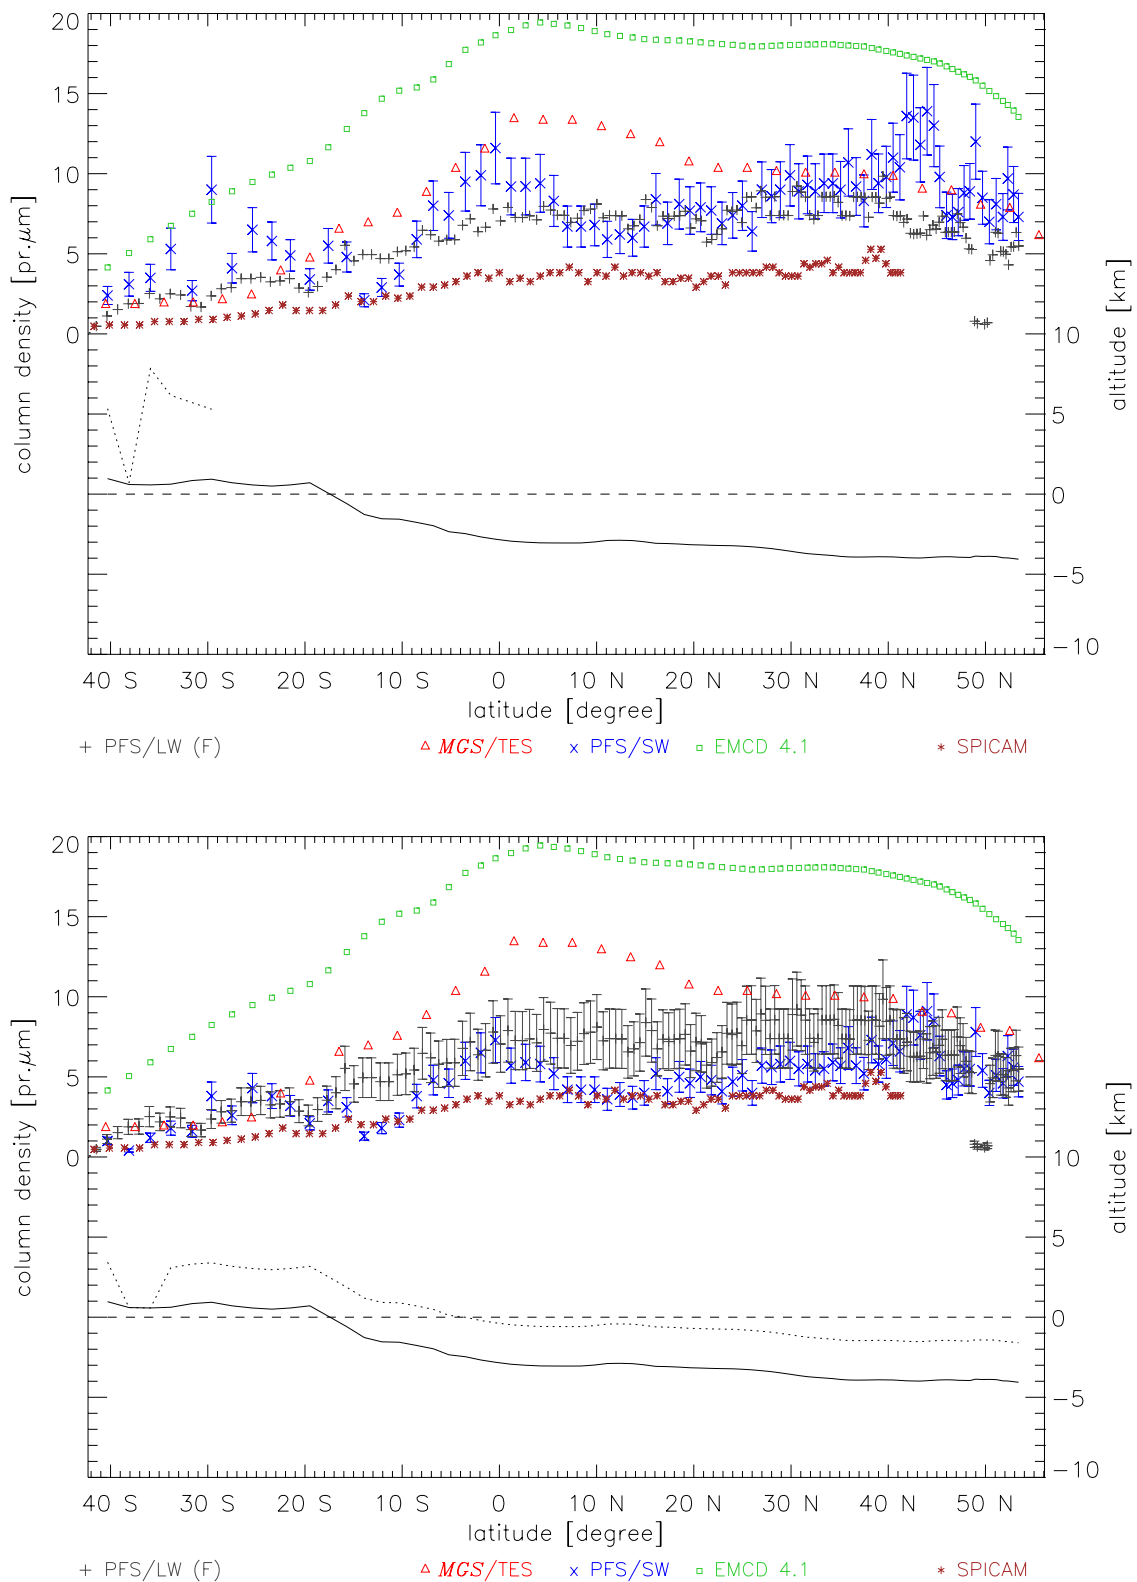 20
15
10
5
0
column density [pr.μm]
10
5
0
−5
−10
altitude [km]
40 S 30 S 20 S 10 S 0 10 N 20 N 30 N 40 N 50 N
latitude [degree]
+ PFS/LW (F) △ MGS/TES × PFS/SW □ EMCD 4.1 * SPICAM
20
15
10
5
0
column density [pr.μm]
10
5
0
−5
−10
altitude [km]
40 S 30 S 20 S 10 S 0 10 N 20 N 30 N 40 N 50 N
latitude [degree]
+ PFS/LW (F) △ MGS/TES × PFS/SW □ EMCD 4.1 * SPICAM